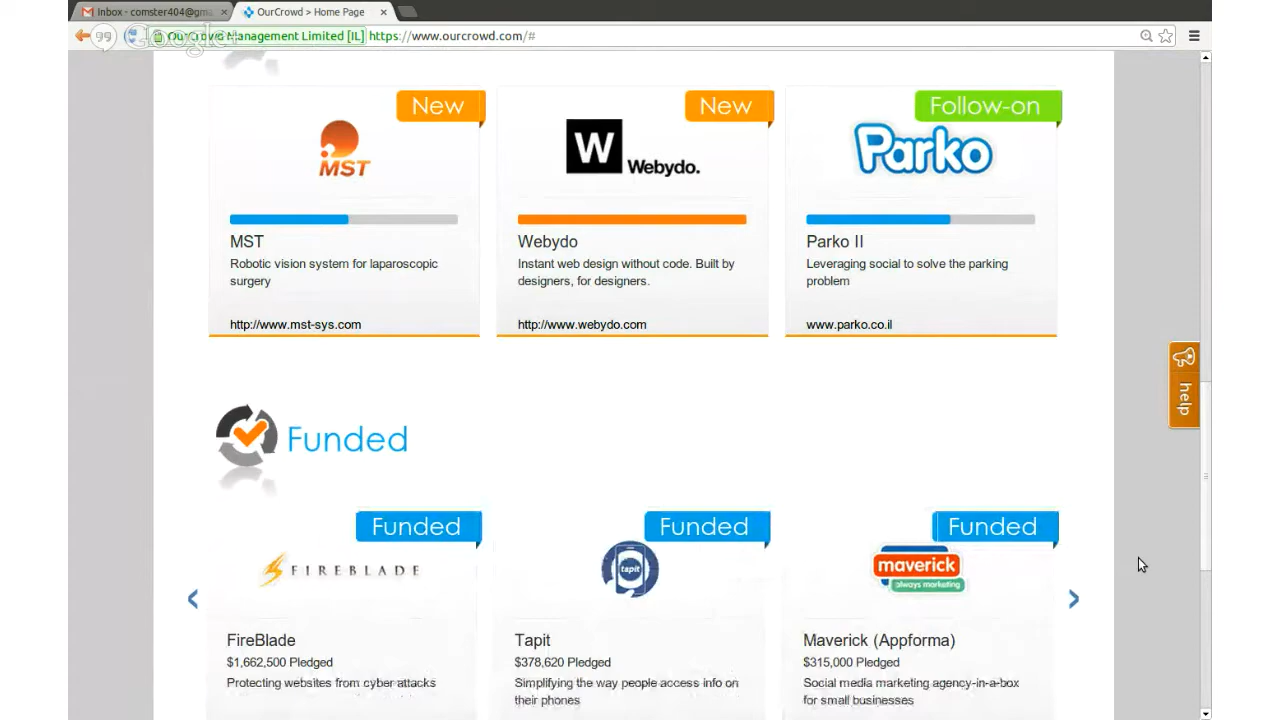 Inbox - comster404@gma
OurCrowd > Home Page
Google+
OurCrowd Management Limited [IL] https://www.ourcrowd.com/#
New
New
Follow-on
MST
W Webydo.
Parko
MST
Webydo
Parko II
Robotic vision system for laparoscopic
surgery
Instant web design without code. Built by
designers, for designers.
Leveraging social to solve the parking
problem
http://www.mst-sys.com
http://www.webydo.com
www.parko.co.il
help
Funded
Funded
Funded
Funded
FIREBLADE
tapit
maverick
always marketing
FireBlade
$1,662,500 Pledged
Protecting websites from cyber attacks
Tapit
$378,620 Pledged
Simplifying the way people access info on
their phones
Maverick (Appforma)
$315,000 Pledged
Social media marketing agency-in-a-box
for small businesses